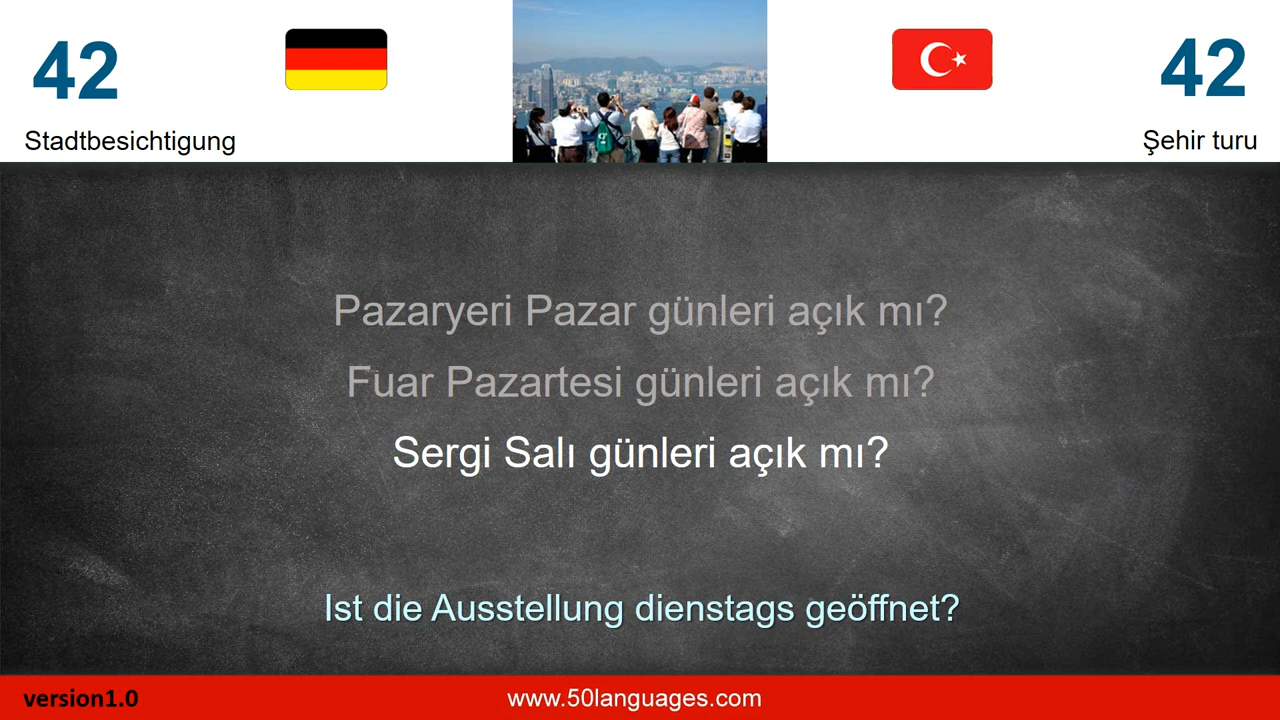 42
42
Stadtbesichtigung
Şehir turu
Pazaryeri Pazar günleri açık mı?
Fuar Pazartesi günleri açık mı?
Sergi Salı günleri açık mı?
Ist die Ausstellung dienstags geöffnet?
version1.0
www.50languages.com